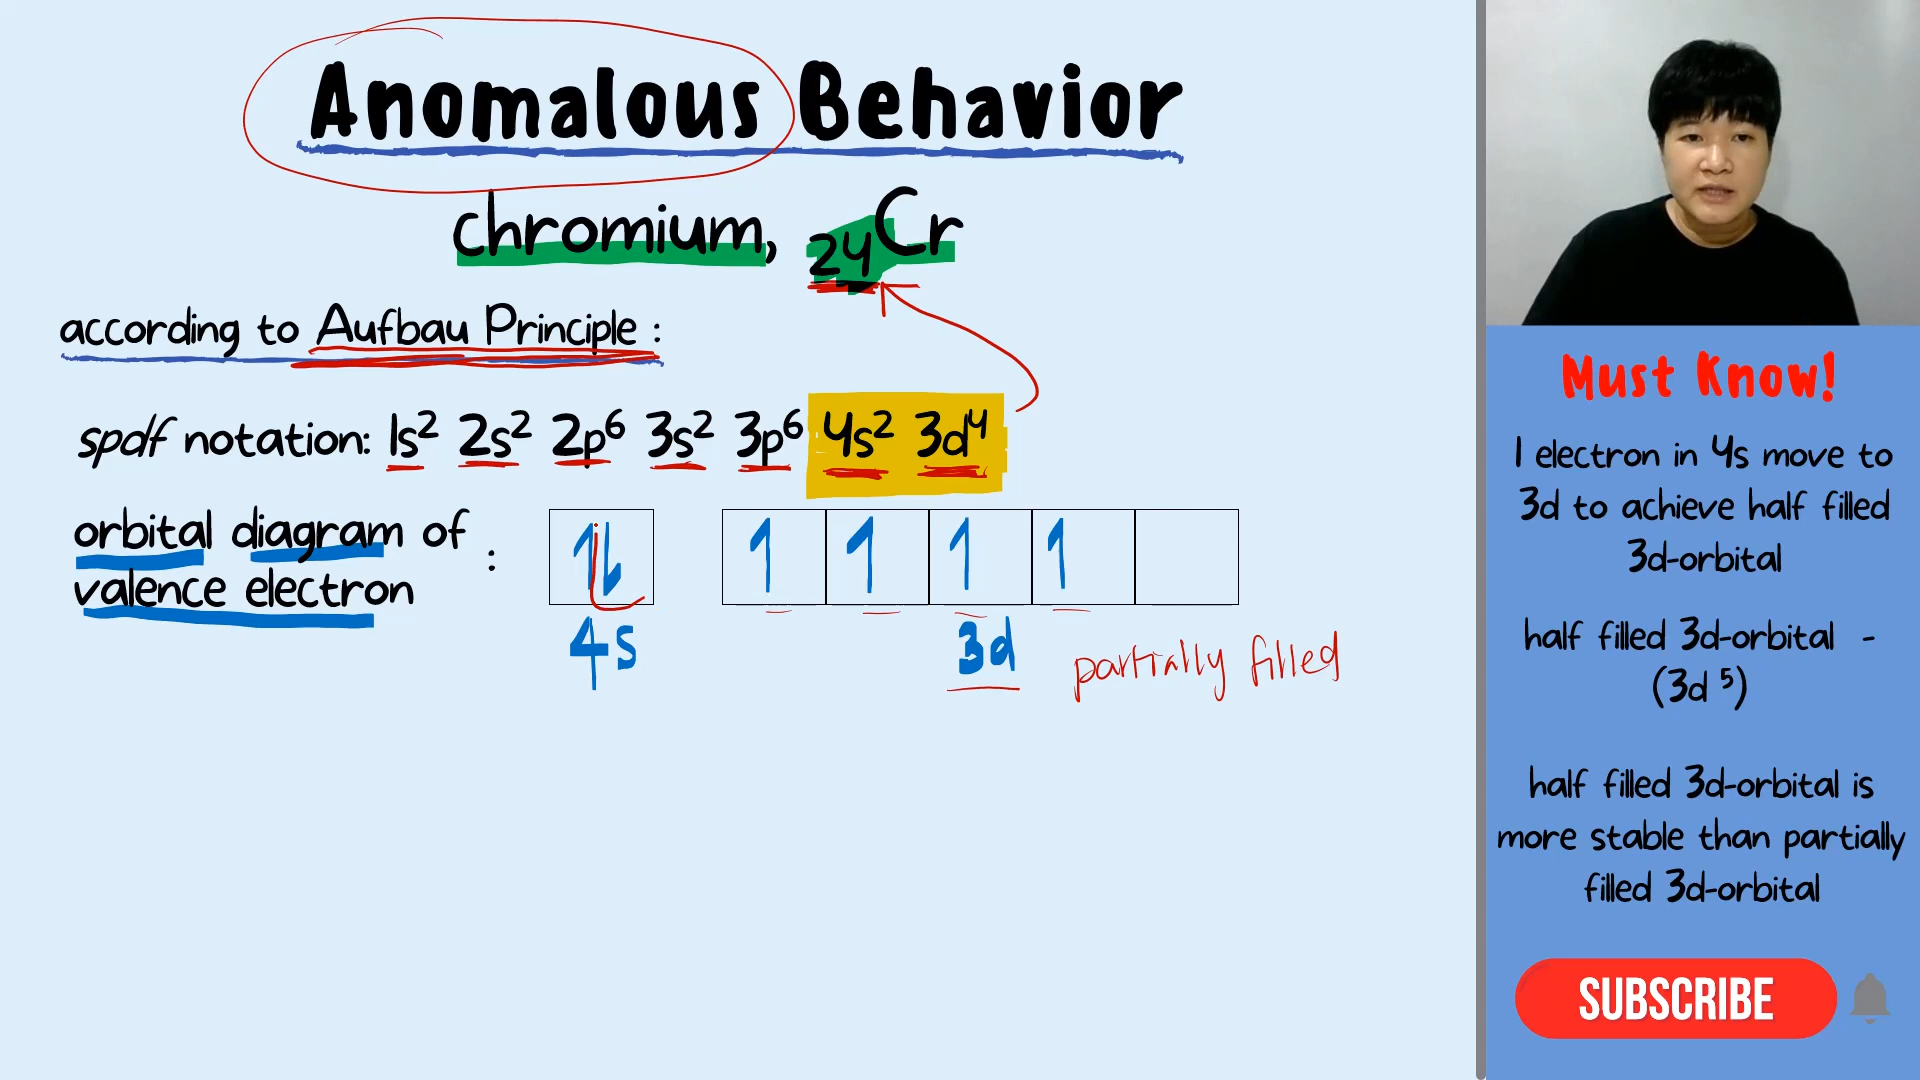 Anomalous Behavior
chromium, ₂₄Cr
according to Aufbau Principle :
spdf notation: 1s² 2s² 2p⁶ 3s² 3p⁶ 4s² 3d⁴
orbital diagram of
valence electron :
4s
3d
partially filled
Must Know!
1 electron in 4s move to
3d to achieve half filled
3d-orbital
half filled 3d-orbital -
(3d ⁵)
half filled 3d-orbital is
more stable than partially
filled 3d-orbital
SUBSCRIBE